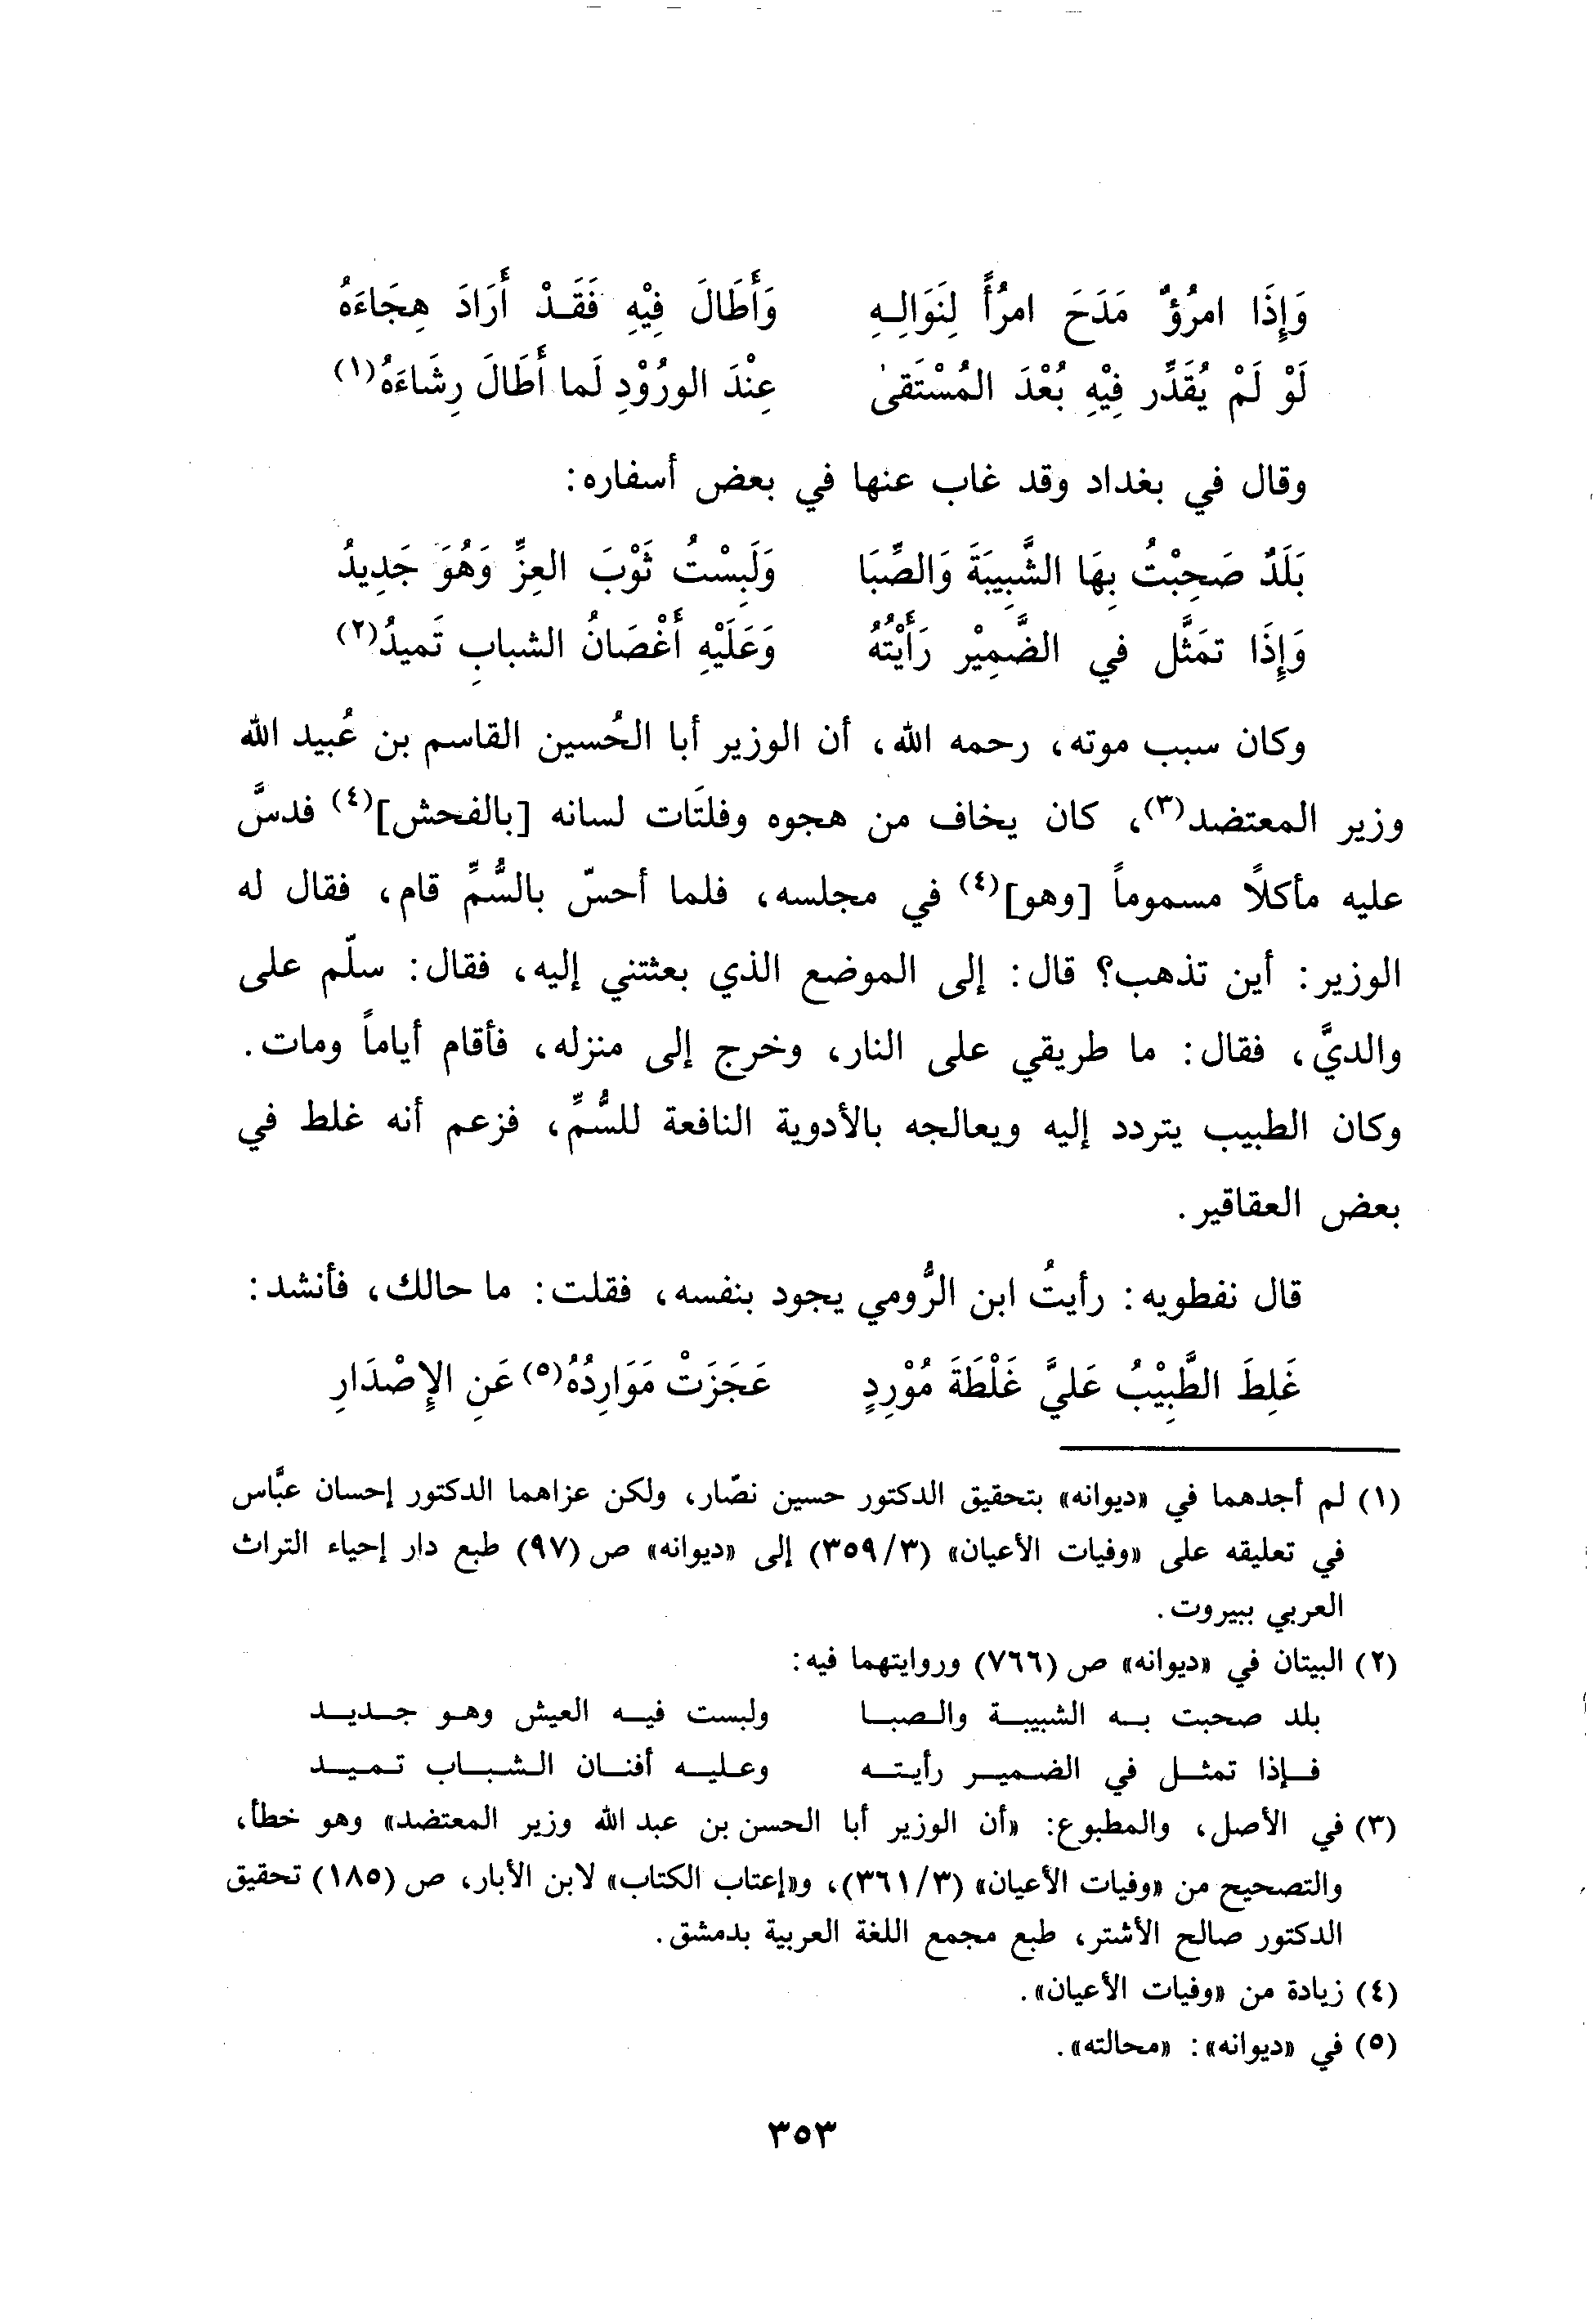 وَإِذَا امرُؤٌ مَدَحَ امرُأً لِنَوَالِـهِ وَأَطَالَ فِيْهِ فَقَـدْ أَرَادَ هِجَاءَهُ
لَوْ لَمْ يُقَدِّر فِيْهِ بُعْدَ المُسْتَقىٰ عِنْدَ الورُوْدِ لَما أَطَالَ رِشَاءَهُ(١)
وقال في بغداد وقد غاب عنها في بعض أسفاره:
بَلَدٌ صَحِبْتُ بِهَا الشَّبِيبَةَ وَالصِّبَا وَلَبِسْتُ ثَوْبَ العِزِّ وَهُوَ جَدِيدُ
وَإِذَا تمَثَّل في الضَّمِيْر رَأَيْتُهُ وَعَلَيْهِ أَغْصَانُ الشبابِ تَميدُ(٢)
وكان سبب موته، رحمه الله، أن الوزير أبا الحُسين القاسم بن عُبيد الله
وزير المعتضد(٣)، كان يخاف من هجوه وفلتَات لسانه [بالفحش](٤) فدسَّ
عليه مأكلاً مسموماً [وهو](٤) في مجلسه، فلما أحسّ بالسُّمِّ قام، فقال له
الوزير: أين تذهب؟ قال: إلى الموضع الذي بعثتني إليه، فقال: سلّم على
والديَّ، فقال: ما طريقي على النار، وخرج إلى منزله، فأقام أياماً ومات.
وكان الطبيب يتردد إليه ويعالجه بالأدوية النافعة للسُّمِّ، فزعم أنه غلط في
بعض العقاقير.
قال نفطويه: رأيتُ ابن الرُّومي يجود بنفسه، فقلت: ما حالك، فأنشد:
غَلِطَ الطَّبِيْبُ عَليَّ غَلْطَةَ مُوْرِدٍ عَجَزَتْ مَوَارِدُهُ(٥) عَنِ الإِصْدَارِ
(١) لم أجدهما في «ديوانه» بتحقيق الدكتور حسين نصّار، ولكن عزاهما الدكتور إحسان عبَّاس
في تعليقه على «وفيات الأعيان» (٣/٣٥٩) إلى «ديوانه» ص (٩٧) طبع دار إحياء التراث
العربي ببيروت.
(٢) البيتان في «ديوانه» ص (٧٦٦) وروايتهما فيه:
بلد صحبت بـه الشبيبـة والـصبـا ولبست فيـه العيش وهـو جـديـد
فـإذا تمثـل في الضميـر رأيـتـه وعـليـه أفنـان الـشبـاب تـميـد
(٣) في الأصل، والمطبوع: «أن الوزير أبا الحسن بن عبد الله وزير المعتضد» وهو خطأ،
والتصحيح من «وفيات الأعيان» (٣/٣٦١)، و«إعتاب الكتاب» لابن الأبار، ص (١٨٥) تحقيق
الدكتور صالح الأشتر، طبع مجمع اللغة العربية بدمشق.
(٤) زيادة من «وفيات الأعيان».
(٥) في «ديوانه»: «محالته».
٣٥٣